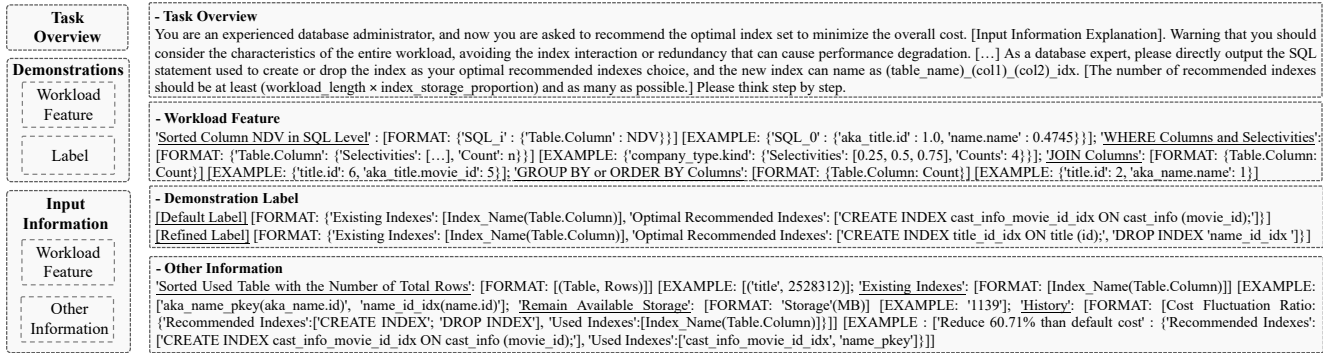 Task
Overview
Demonstrations
Workload
Feature
Label
Input
Information
Workload
Feature
Other
Information
- Task Overview
You are an experienced database administrator, and now you are asked to recommend the optimal index set to minimize the overall cost. [Input Information Explanation]. Warning that you should
consider the characteristics of the entire workload, avoiding the index interaction or redundancy that can cause performance degradation. […] As a database expert, please directly output the SQL
statement used to create or drop the index as your optimal recommended indexes choice, and the new index can name as (table_name)_(col1)_(col2)_idx. [The number of recommended indexes
should be at least (workload_length × index_storage_proportion) and as many as possible.] Please think step by step.
- Workload Feature
'Sorted Column NDV in SQL Level' : [FORMAT: {'SQL_i' : {'Table.Column' : NDV}}] [EXAMPLE: {'SQL_0' : {'aka_title.id' : 1.0, 'name.name' : 0.4745}}]; 'WHERE Columns and Selectivities':
[FORMAT: {'Table.Column': {'Selectivities': […], 'Count': n}}] [EXAMPLE: {'company_type.kind': {'Selectivities': [0.25, 0.5, 0.75], 'Counts': 4}}]; 'JOIN Columns': [FORMAT: {Table.Column:
Count}] [EXAMPLE: {'title.id': 6, 'aka_title.movie_id': 5}]; 'GROUP BY or ORDER BY Columns': [FORMAT: {Table.Column: Count}] [EXAMPLE: {'title.id': 2, 'aka_name.name': 1}]
- Demonstration Label
[Default Label] [FORMAT: {'Existing Indexes': [Index_Name(Table.Column)], 'Optimal Recommended Indexes': ['CREATE INDEX cast_info_movie_id_idx ON cast_info (movie_id);']}]
[Refined Label] [FORMAT: {'Existing Indexes': [Index_Name(Table.Column)], 'Optimal Recommended Indexes': ['CREATE INDEX title_id_idx ON title (id);', 'DROP INDEX 'name_id_idx ']}]
- Other Information
'Sorted Used Table with the Number of Total Rows': [FORMAT: [(Table, Rows)]] [EXAMPLE: [('title', 2528312)]; 'Existing Indexes': [FORMAT: [Index_Name(Table.Column)]] [EXAMPLE:
['aka_name_pkey(aka_name.id)', 'name_id_idx(name.id)']; 'Remain Available Storage': [FORMAT: 'Storage'(MB)] [EXAMPLE: '1139']; 'History': [FORMAT: [Cost Fluctuation Ratio:
{'Recommended Indexes':['CREATE INDEX'; 'DROP INDEX'], 'Used Indexes':[Index_Name(Table.Column)]}]] [EXAMPLE : ['Reduce 60.71% than default cost' : {'Recommended Indexes':
['CREATE INDEX cast_info_movie_id_idx ON cast_info (movie_id);'], 'Used Indexes':['cast_info_movie_id_idx', 'name_pkey']}]]